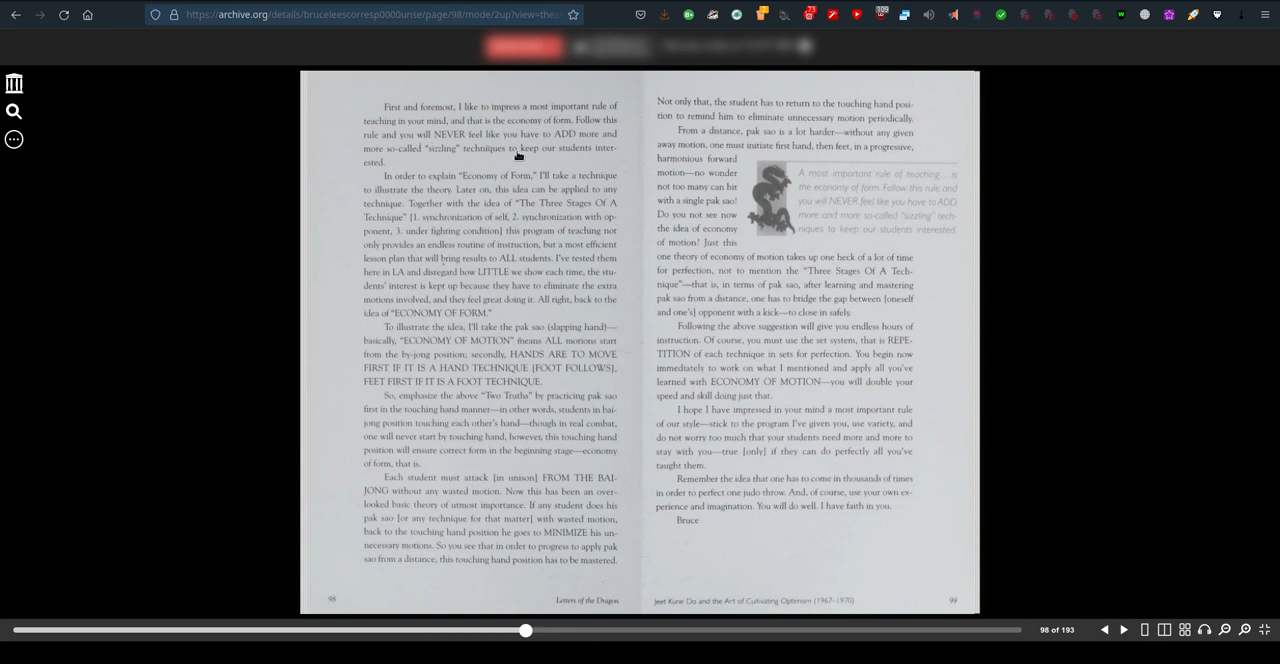 https://archive.org/details/bruceleescorresp0000unse/page/98/mode/2up?view=thea
73
109
First and foremost, I like to impress a most important rule of
teaching in your mind, and that is the economy of form. Follow this
rule and you will NEVER feel like you have to ADD more and
more so-called "sizzling" techniques to keep our students inter-
ested.
In order to explain "Economy of Form," I'll take a technique
to illustrate the theory. Later on, this idea can be applied to any
technique. Together with the idea of "The Three Stages Of A
Technique" [1. synchronization of self, 2. synchronization with op-
ponent, 3. under fighting condition] this program of teaching not
only provides an endless routine of instruction, but a most efficient
lesson plan that will bring results to ALL students. I've tested them
here in LA and disregard how LITTLE we show each time, the stu-
dents' interest is kept up because they have to eliminate the extra
motions involved, and they feel great doing it. All right, back to the
idea of "ECONOMY OF FORM."
To illustrate the idea, I'll take the pak sao (slapping hand)—
basically, "ECONOMY OF MOTION" means ALL motions start
from the by-jong position; secondly, HANDS ARE TO MOVE
FIRST IF IT IS A HAND TECHNIQUE [FOOT FOLLOWS],
FEET FIRST IF IT IS A FOOT TECHNIQUE.
So, emphasize the above "Two Truths" by practicing pak sao
first in the touching hand manner—in other words, students in bai-
jong position touching each other's hand—though in real combat,
one will never start by touching hand, however, this touching hand
position will ensure correct form in the beginning stage—economy
of form, that is.
Each student must attack [in unison] FROM THE BAI-
JONG without any wasted motion. Now this has been an over-
looked basic theory of utmost importance. If any student does his
pak sao [or any technique for that matter] with wasted motion,
back to the touching hand position he goes to MINIMIZE his un-
necessary motions. So you see that in order to progress to apply pak
sao from a distance, this touching hand position has to be mastered.
98
Letters of the Dragon
Not only that, the student has to return to the touching hand posi-
tion to remind him to eliminate unnecessary motion periodically.
From a distance, pak sao is a lot harder—without any given
away motion, one must initiate first hand, then feet, in a progressive,
harmonious forward
motion—no wonder
not too many can hit
with a single pak sao!
Do you not see now
the idea of economy
of motion? Just this
A most important rule of teaching . . . is
the economy of form. Follow this rule and
you will NEVER feel like you have to ADD
more and more so-called "sizzling" tech-
niques to keep our students interested.
one theory of economy of motion takes up one heck of a lot of time
for perfection, not to mention the "Three Stages Of A Tech-
nique"—that is, in terms of pak sao, after learning and mastering
pak sao from a distance, one has to bridge the gap between [oneself
and one's] opponent with a kick—to close in safely.
Following the above suggestion will give you endless hours of
instruction. Of course, you must use the set system, that is REPE-
TITION of each technique in sets for perfection. You begin now
immediately to work on what I mentioned and apply all you've
learned with ECONOMY OF MOTION—you will double your
speed and skill doing just that.
I hope I have impressed in your mind a most important rule
of our style—stick to the program I've given you, use variety, and
do not worry too much that your students need more and more to
stay with you—true [only] if they can do perfectly all you've
taught them.
Remember the idea that one has to come in thousands of times
in order to perfect one judo throw. And, of course, use your own ex-
perience and imagination. You will do well. I have faith in you.
Bruce
Jeet Kune Do and the Art of Cultivating Optimism (1967–1970)
99
98 of 193